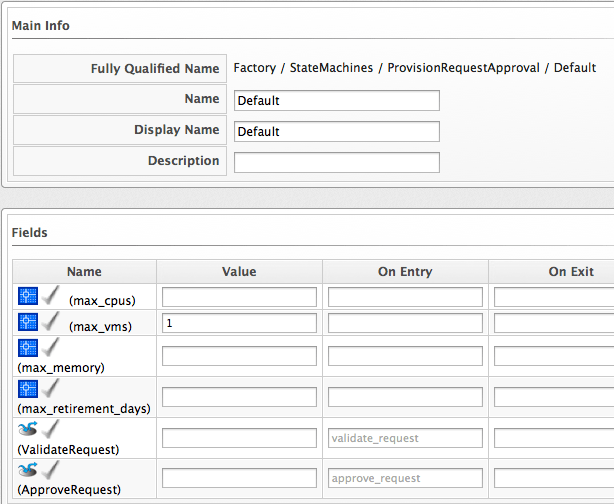 Main Info
Fully Qualified Name Factory / StateMachines / ProvisionRequestApproval / Default
Name Default
Display Name Default
Description
Fields
Name Value On Entry On Exit
(max_cpus)
(max_vms) 1
(max_memory)
(max_retirement_days)
(ValidateRequest) validate_request
(ApproveRequest) approve_request